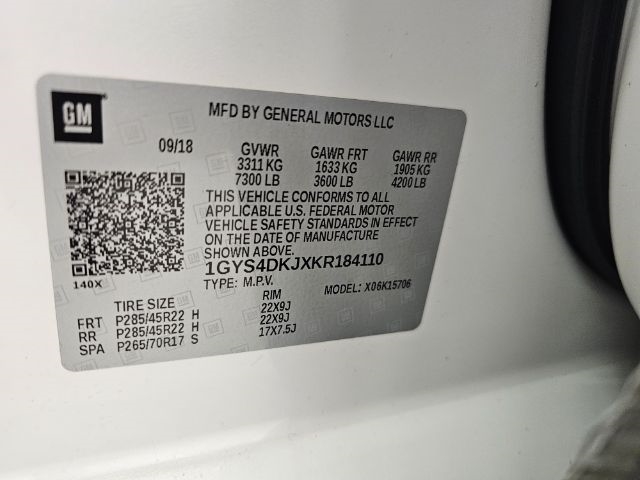 GM
MFD BY GENERAL MOTORS LLC
09/18 GVWR GAWR FRT GAWR RR
3311 KG 1633 KG 1905 KG
7300 LB 3600 LB 4200 LB
THIS VEHICLE CONFORMS TO ALL
APPLICABLE U.S. FEDERAL MOTOR
VEHICLE SAFETY STANDARDS IN EFFECT
ON THE DATE OF MANUFACTURE
SHOWN ABOVE.
140X 1GYS4DKJXKR184110
TYPE: M.P.V. MODEL: X06K15706
TIRE SIZE RIM
FRT P285/45R22 H 22X9J
RR P285/45R22 H 22X9J
SPA P265/70R17 S 17X7.5J